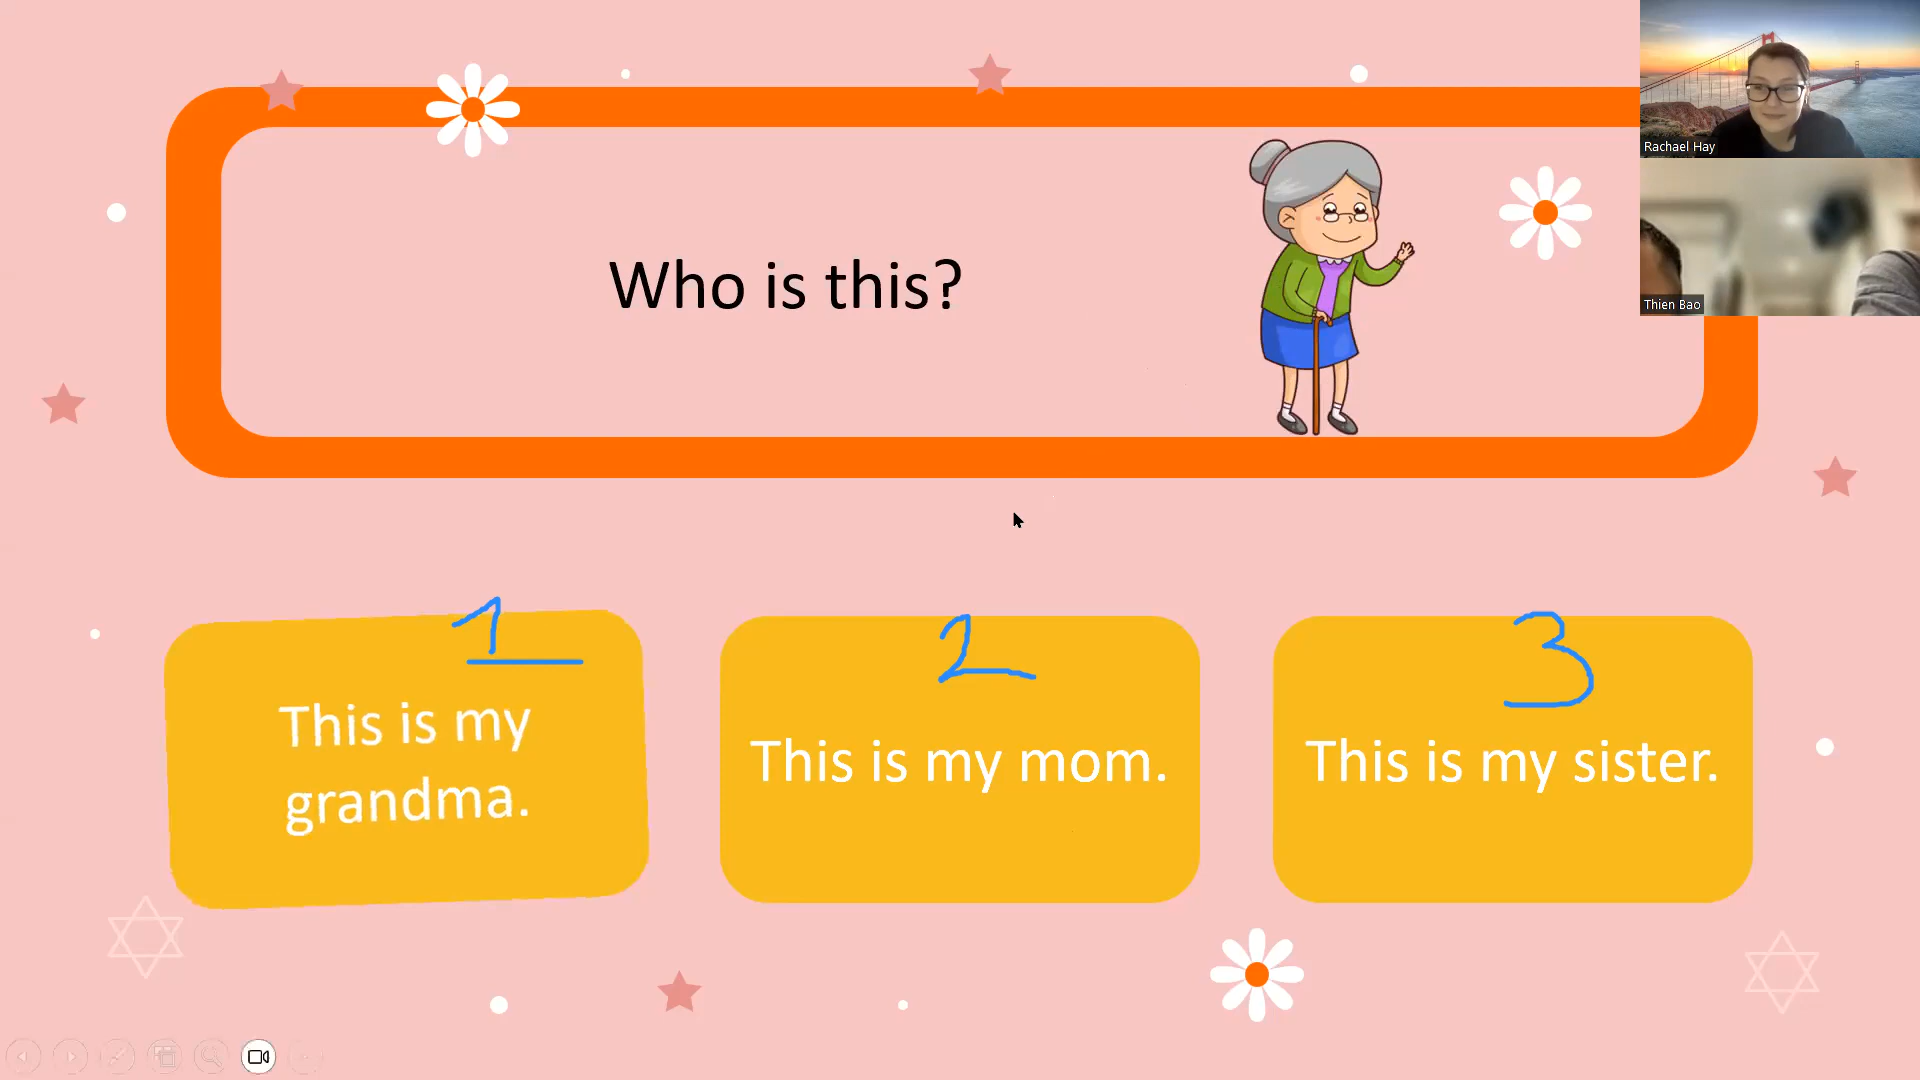 Rachael Hay
Who is this?
Thien Bao
1
2
3
This is my
grandma.
This is my mom.
This is my sister.